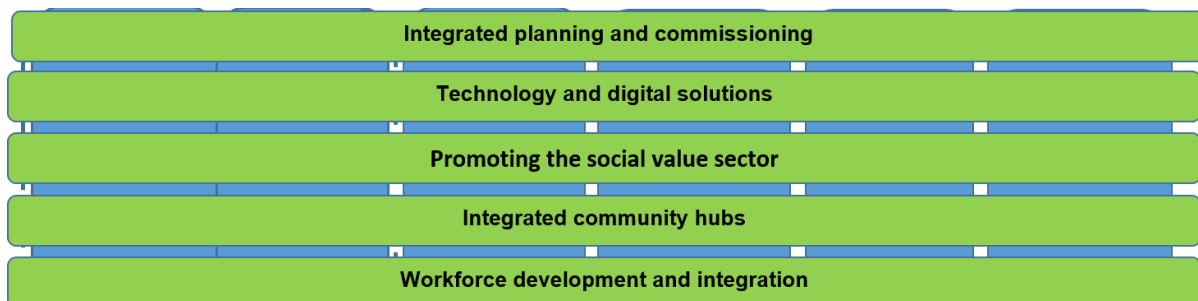 Integrated planning and commissioning
Technology and digital solutions
Promoting the social value sector
Integrated community hubs
Workforce development and integration